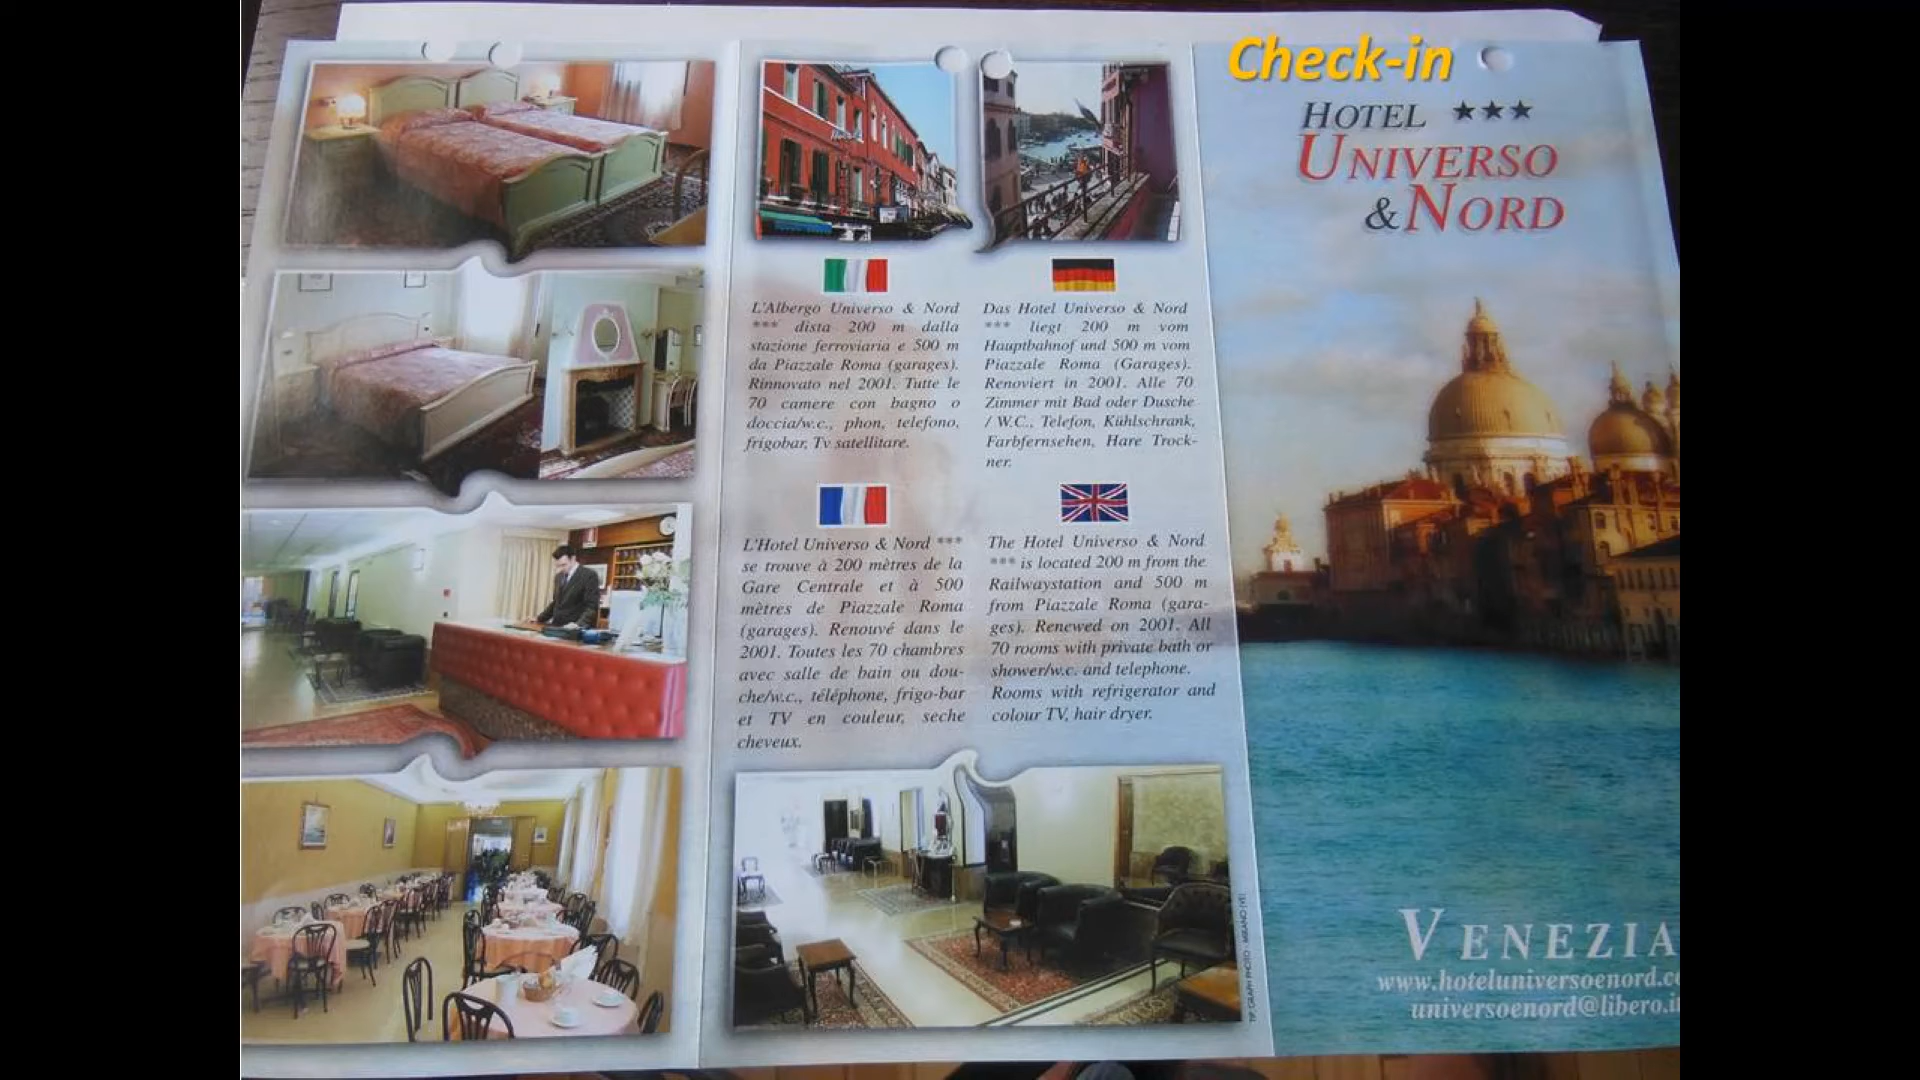 Check-in
HOTEL ★★★
UNIVERSO
& NORD
L'Albergo Universo & Nord
*** dista 200 m dalla
stazione ferroviaria e 500 m
da Piazzale Roma (garages).
Rinnovato nel 2001. Tutte le
70 camere con bagno o
doccia/w.c., phon, telefono,
frigobar, Tv satellitare.
Das Hotel Universo & Nord
*** liegt 200 m vom
Hauptbahnof und 500 m vom
Piazzale Roma (Garages).
Renoviert in 2001. Alle 70
Zimmer mit Bad oder Dusche
/ W.C., Telefon, Kühlschrank,
Farbfernsehen, Hare Trock-
ner.
L'Hotel Universo & Nord ***
se trouve à 200 mètres de la
Gare Centrale et à 500
mètres de Piazzale Roma
(garages). Renouvé dans le
2001. Toutes les 70 chambres
avec salle de bain ou dou-
che/w.c., téléphone, frigo-bar
et TV en couleur, seche
cheveux.
The Hotel Universo & Nord
*** is located 200 m from the
Railwaystation and 500 m
from Piazzale Roma (gara-
ges). Renewed on 2001. All
70 rooms with private bath or
shower/w.c. and telephone.
Rooms with refrigerator and
colour TV, hair dryer.
TIP. GRAPH PHOTO - MILANO (VE)
VENEZIA
www.hoteluniversoenord.c
universoenord@libero.it